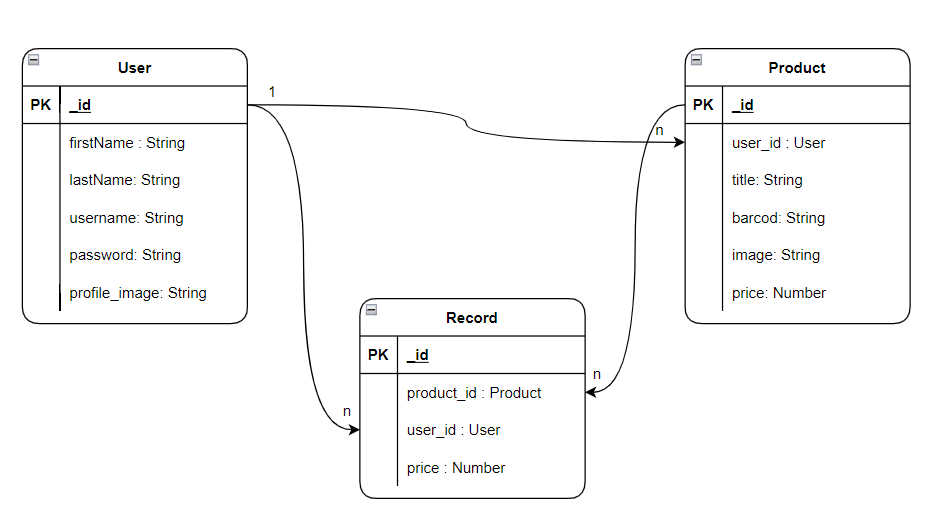 User
PK _id
firstName : String
lastName: String
username: String
password: String
profile_image: String
1
n
Product
PK _id
user_id : User
title: String
barcod: String
image: String
price: Number
Record
PK _id
product_id : Product
user_id : User
price : Number
n
n